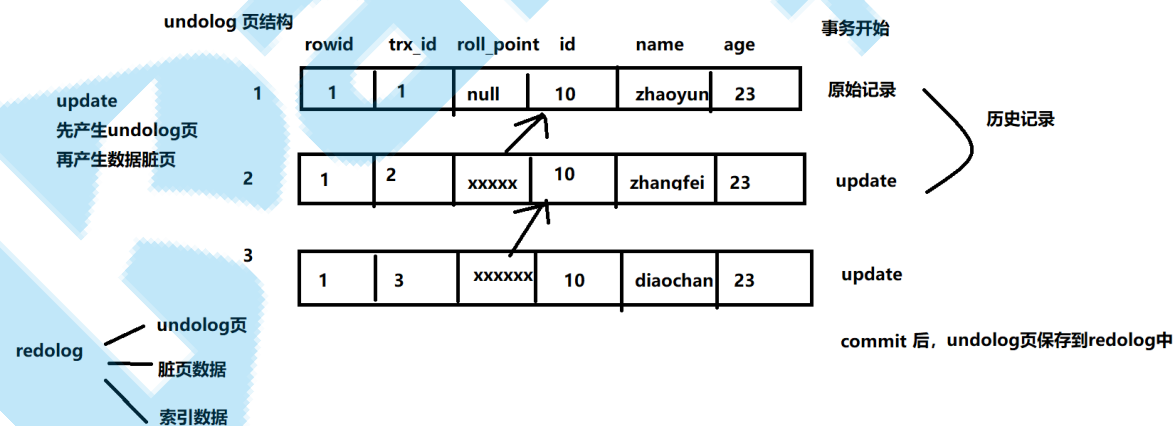 undolog 页结构
事务开始
rowid trx_id roll_point id name age
1 1 1 null 10 zhaoyun 23 原始记录
update
先产生undolog页
再产生数据脏页
历史记录
2 1 2 xxxxx 10 zhangfei 23 update
3 1 3 xxxxxx 10 diaochan 23 update
redolog
undolog页
脏页数据
索引数据
commit 后，undolog页保存到redolog中